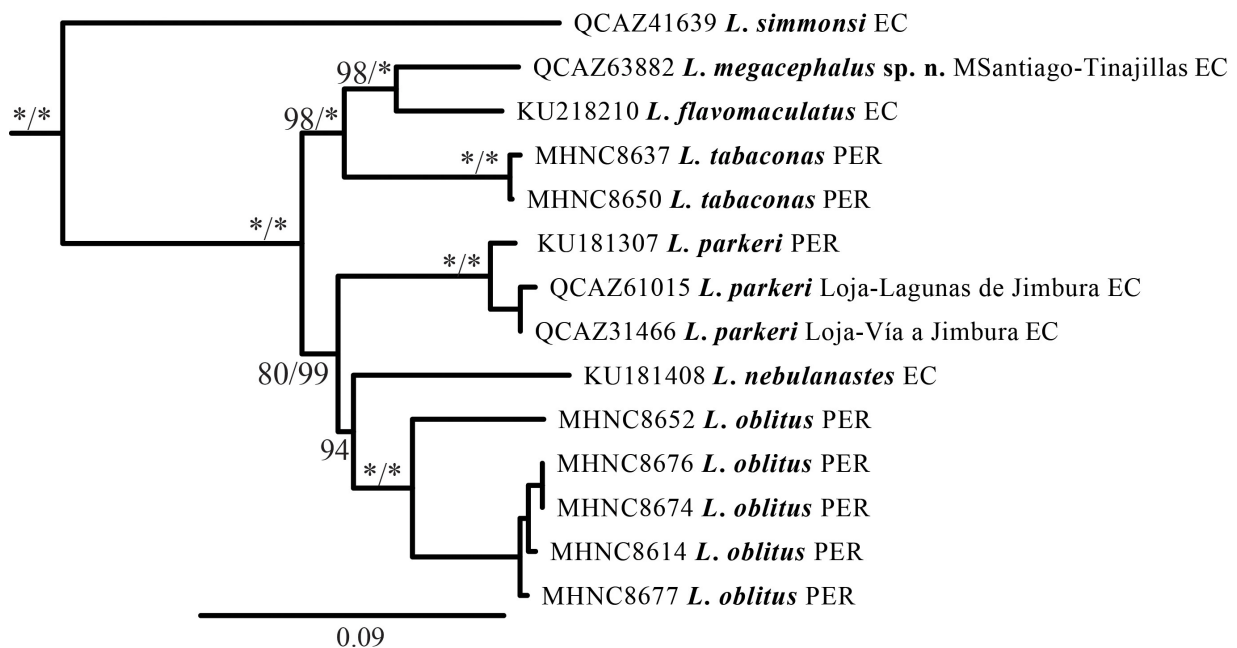 QCAZ41639 L. simmonsi EC
98/*
QCAZ63882 L. megacephalus sp. n. MSantiago-Tinajillas EC
*/*
98/*
KU218210 L. flavomaculatus EC
*/*
MHNC8637 L. tabaconas PER
MHNC8650 L. tabaconas PER
*/*
KU181307 L. parkeri PER
*/*
QCAZ61015 L. parkeri Loja-Lagunas de Jimbura EC
QCAZ31466 L. parkeri Loja-Vía a Jimbura EC
80/99
KU181408 L. nebulanastes EC
MHNC8652 L. oblitus PER
94
*/*
MHNC8676 L. oblitus PER
MHNC8674 L. oblitus PER
MHNC8614 L. oblitus PER
MHNC8677 L. oblitus PER
0.09